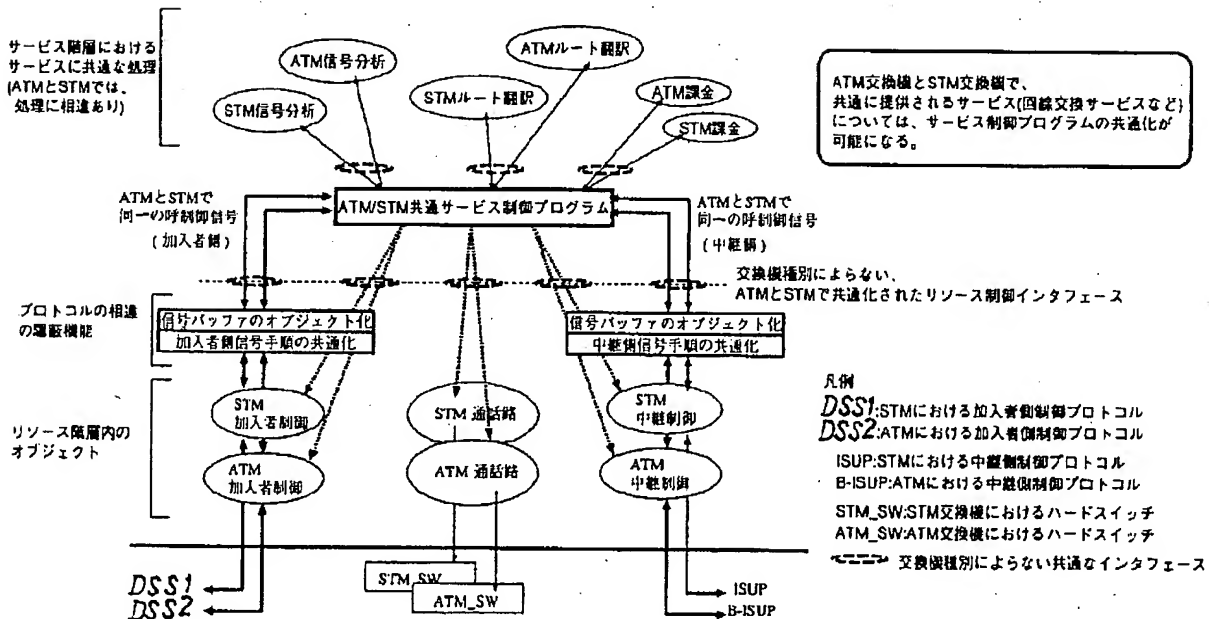 サービス階層における
サービスに共通な処理
(ATMとSTMでは、
処理に相違あり)
STM信号分析
ATM信号分析
STMルート翻訳
ATMルート翻訳
ATM課金
STM課金
ATM交換機とSTM交換機で、
共通に提供されるサービス(回線交換サービスなど)
については、サービス制御プログラムの共通化が
可能になる。
ATM/STM共通サービス制御プログラム
ATMとSTMで
同一の呼制御信号
(加入者側)
ATMとSTMで
同一の呼制御信号
(中継側)
交換機種別によらない、
ATMとSTMで共通化されたリソース制御インタフェース
プロトコルの相違
の隠蔽機能
信号バッファのオブジェクト化
加入者側信号手順の共通化
信号バッファのオブジェクト化
中継側信号手順の共通化
リソース階層内の
オブジェクト
STM
加入者制御
ATM
加入者制御
STM 通話路
ATM 通話路
STM
中継制御
ATM
中継制御
STM_SW
ATM_SW
DSS1
DSS2
ISUP
B-ISUP
凡例
DSS1:STMにおける加入者側制御プロトコル
DSS2:ATMにおける加入者側制御プロトコル
ISUP:STMにおける中継側制御プロトコル
B-ISUP:ATMにおける中継側制御プロトコル
STM_SW:STM交換機におけるハードスイッチ
ATM_SW:ATM交換機におけるハードスイッチ
交換機種別によらない共通なインタフェース